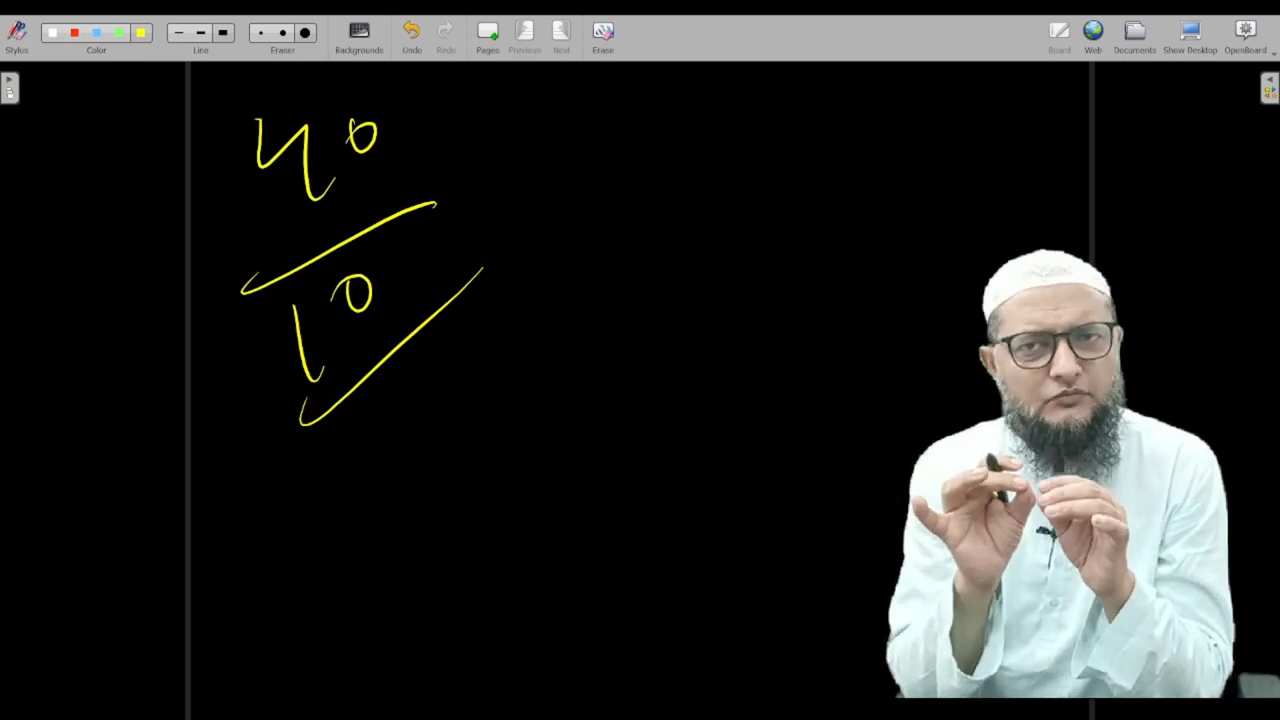 Stylus
Color
Line
Eraser
Backgrounds
Undo
Redo
Pages
Previous
Next
Erase
Board
Web
Documents
Show Desktop
OpenBoard
40
10